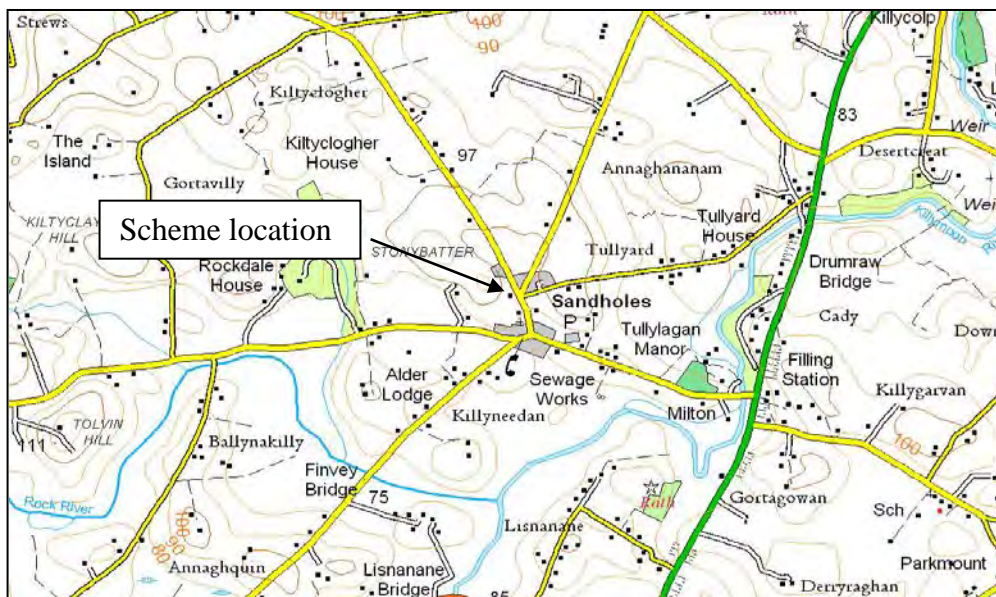 Strews
100
100
90
Rath
Killycolp
Kiltyclogher
83
The
Island
Kiltyclogher
House
97
Weir
Desertcreat
Gortavilly
Annaghananam
KILTYCLAY
HILL
Scheme location
STONYBATTER
Tullyard
House
Killymoon
Rockdale
House
Tullyard
Drumraw
Bridge
Sandholes
P
Cady
Tullylagan
Manor
Filling
Station
Alder
Lodge
Sewage
Works
Killygarvan
TOLVIN
HILL
111
Killyneedan
Milton
Ballynakilly
100
Finvey
Bridge
75
Rock River
Gortagowan
Rath
Sch
Lisnanane
100
90
80
Annaghquin
Lisnanane
Bridge
85
Parkmount
Derryraghan